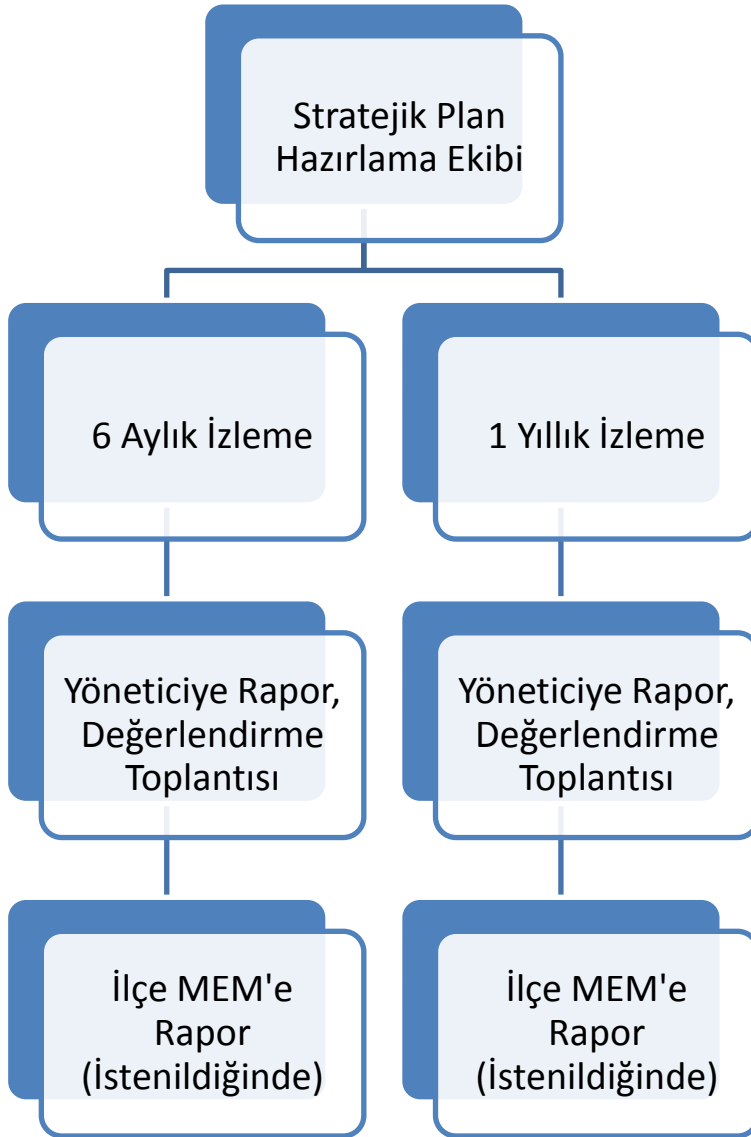 Stratejik Plan
Hazırlama Ekibi
6 Aylık İzleme
1 Yıllık İzleme
Yöneticiye Rapor,
Değerlendirme
Toplantısı
Yöneticiye Rapor,
Değerlendirme
Toplantısı
İlçe MEM'e
Rapor
(İstenildiğinde)
İlçe MEM'e
Rapor
(İstenildiğinde)